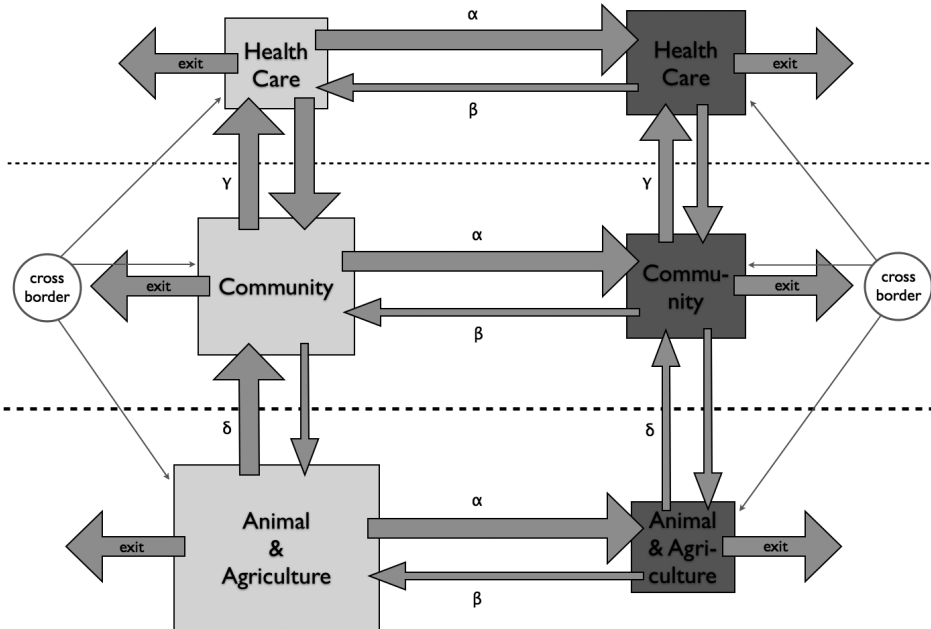 α
Health
Care
Health
Care
exit
exit
β
γ
γ
α
cross
border
Community
exit
Commu-
nity
exit
cross
border
β
δ
δ
α
Animal
&
Agriculture
exit
Animal
& Agri-
culture
exit
β